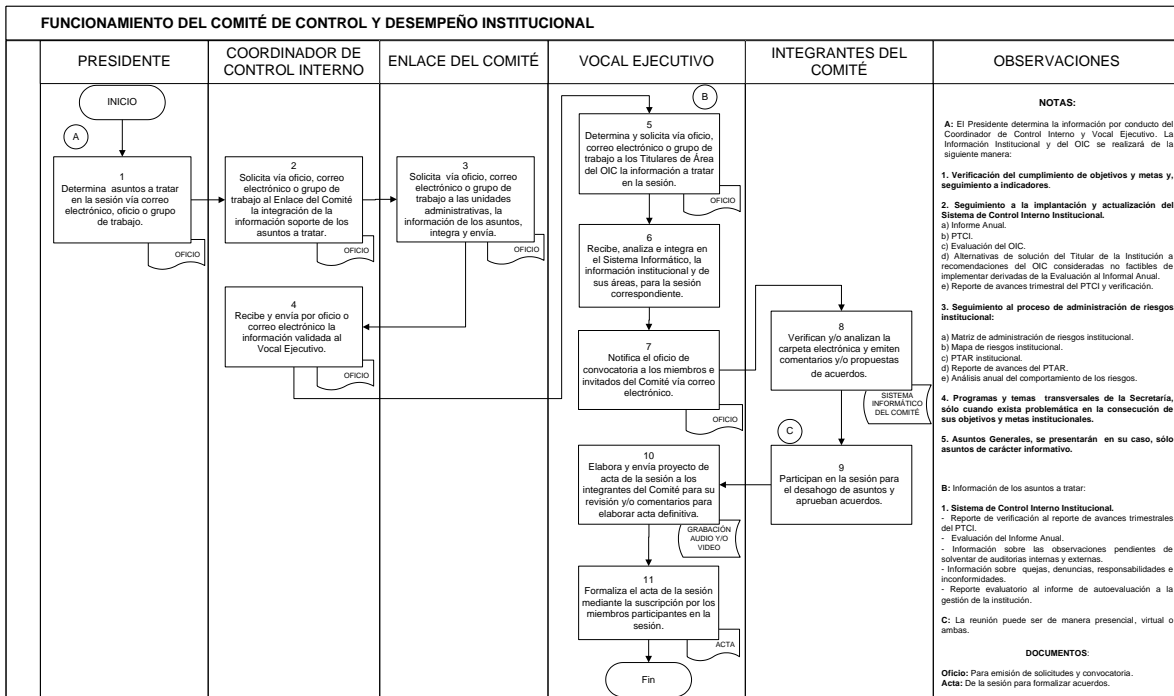 FUNCIONAMIENTO DEL COMITÉ DE CONTROL Y DESEMPEÑO INSTITUCIONAL
PRESIDENTE
COORDINADOR DE
CONTROL INTERNO
ENLACE DEL COMITÉ
VOCAL EJECUTIVO
INTEGRANTES DEL
COMITÉ
OBSERVACIONES
INICIO
A
1
Determina asuntos a tratar
en la sesión vía correo
electrónico, oficio o grupo
de trabajo.
OFICIO
2
Solicita vía oficio, correo
electrónico o grupo de
trabajo al Enlace del Comité
la integración de la
información soporte de los
asuntos a tratar.
OFICIO
3
Solicita vía oficio, correo
electrónico o grupo de
trabajo a las unidades
administrativas, la
información de los asuntos,
integra y envía.
OFICIO
4
Recibe y envía por oficio o
correo electrónico la
información validada al
Vocal Ejecutivo.
OFICIO
B
5
Determina y solicita vía oficio,
correo electrónico o grupo de
trabajo a los Titulares de Área
del OIC la información a tratar
en la sesión.
OFICIO
6
Recibe, analiza e integra en
el Sistema Informático, la
información institucional y de
sus áreas, para la sesión
correspondiente.
7
Notifica el oficio de
convocatoria a los miembros e
invitados del Comité vía correo
electrónico.
OFICIO
8
Verifican y/o analizan la
carpeta electrónica y emiten
comentarios y/o propuestas
de acuerdos.
SISTEMA
INFORMÁTICO
DEL COMITÉ
C
9
Participan en la sesión para
el desahogo de asuntos y
aprueban acuerdos.
10
Elabora y envía proyecto de
acta de la sesión a los
integrantes del Comité para su
revisión y/o comentarios para
elaborar acta definitiva.
GRABACIÓN
AUDIO Y/O
VIDEO
11
Formaliza el acta de la sesión
mediante la suscripción por los
miembros participantes en la
sesión.
ACTA
Fin
NOTAS:
A: El Presidente determina la información por conducto del
Coordinador de Control Interno y Vocal Ejecutivo. La
Información Institucional y del OIC se realizará de la
siguiente manera:
1. Verificación del cumplimiento de objetivos y metas y,
seguimiento a indicadores.
2. Seguimiento a la implantación y actualización del
Sistema de Control Interno Institucional.
a) Informe Anual.
b) PTCI.
c) Evaluación del OIC.
d) Alternativas de solución del Titular de la Institución a
recomendaciones del OIC consideradas no factibles de
implementar derivadas de la Evaluación al Informal Anual.
e) Reporte de avances trimestral del PTCI y verificación.
3. Seguimiento al proceso de administración de riesgos
institucional:
a) Matriz de administración de riesgos institucional.
b) Mapa de riesgos institucional.
c) PTAR institucional.
d) Reporte de avances del PTAR.
e) Análisis anual del comportamiento de los riesgos.
4. Programas y temas transversales de la Secretaría,
sólo cuando exista problemática en la consecución de
sus objetivos y metas institucionales.
5. Asuntos Generales, se presentarán en su caso, sólo
asuntos de carácter informativo.
B: Información de los asuntos a tratar:
1. Sistema de Control Interno Institucional.
- Reporte de verificación al reporte de avances trimestrales
del PTCI.
- Evaluación del Informe Anual.
- Información sobre las observaciones pendientes de
solventar de auditorias internas y externas.
- Información sobre quejas, denuncias, responsabilidades e
inconformidades.
- Reporte evaluatorio al informe de autoevaluación a la
gestión de la institución.
C: La reunión puede ser de manera presencial, virtual o
ambas.
DOCUMENTOS:
Oficio: Para emisión de solicitudes y convocatoria.
Acta: De la sesión para formalizar acuerdos.